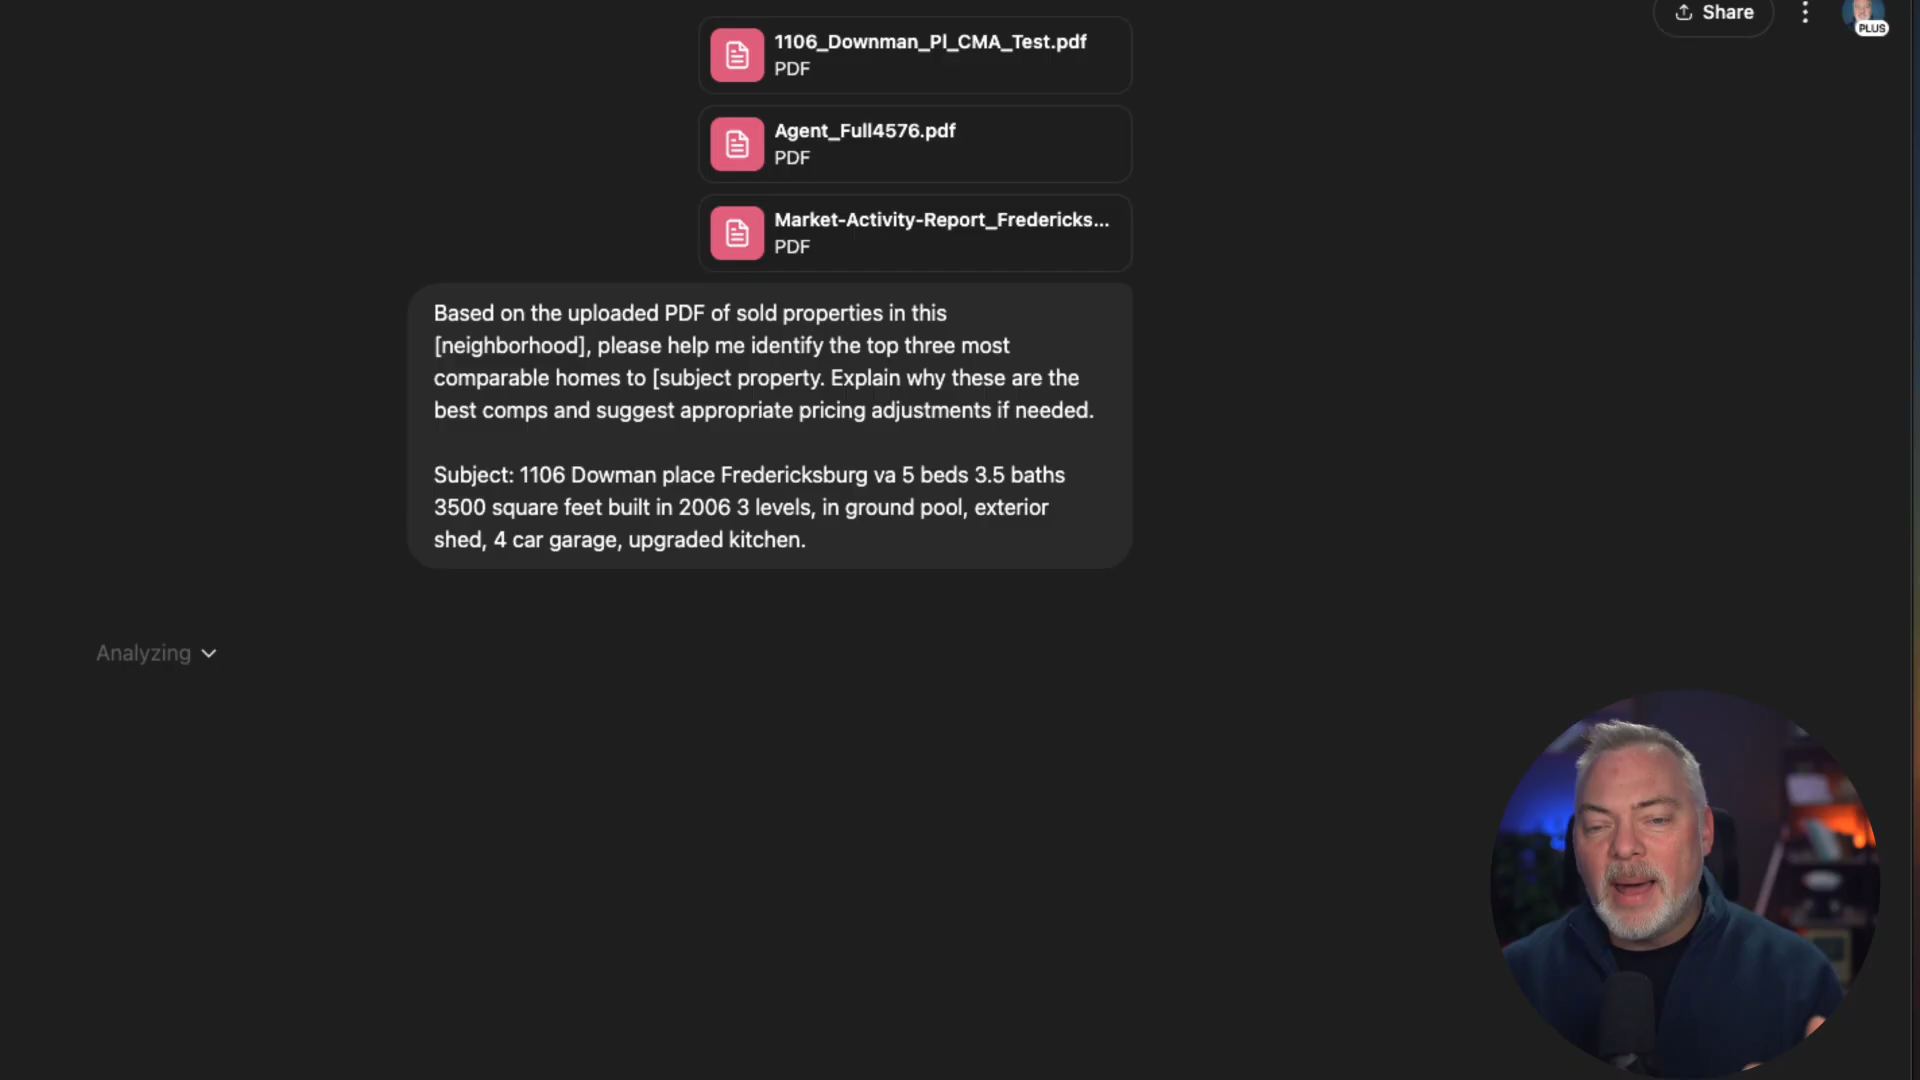 Share
PLUS
1106_Downman_Pl_CMA_Test.pdf
PDF
Agent_Full4576.pdf
PDF
Market-Activity-Report_Fredericks...
PDF
Based on the uploaded PDF of sold properties in this
[neighborhood], please help me identify the top three most
comparable homes to [subject property. Explain why these are the
best comps and suggest appropriate pricing adjustments if needed.
Subject: 1106 Dowman place Fredericksburg va 5 beds 3.5 baths
3500 square feet built in 2006 3 levels, in ground pool, exterior
shed, 4 car garage, upgraded kitchen.
Analyzing